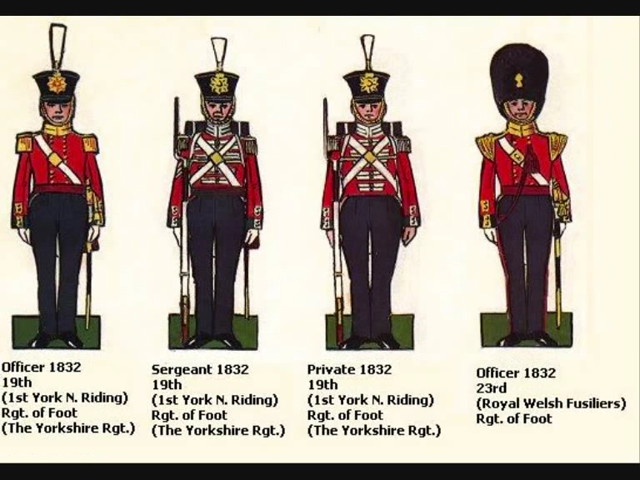 Officer 1832
19th
(1st York N. Riding)
Rgt. of Foot
(The Yorkshire Rgt.)
Sergeant 1832
19th
(1st York N. Riding)
Rgt. of Foot
(The Yorkshire Rgt.)
Private 1832
19th
(1st York N. Riding)
Rgt. of Foot
(The Yorkshire Rgt.)
Officer 1832
23rd
(Royal Welsh Fusiliers)
Rgt. of Foot